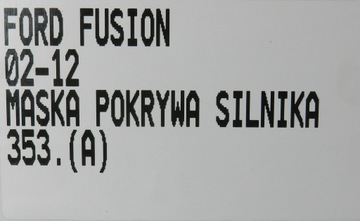 FORD FUSION
02-12
MASKA POKRYWA SILNIKA
353.(A)